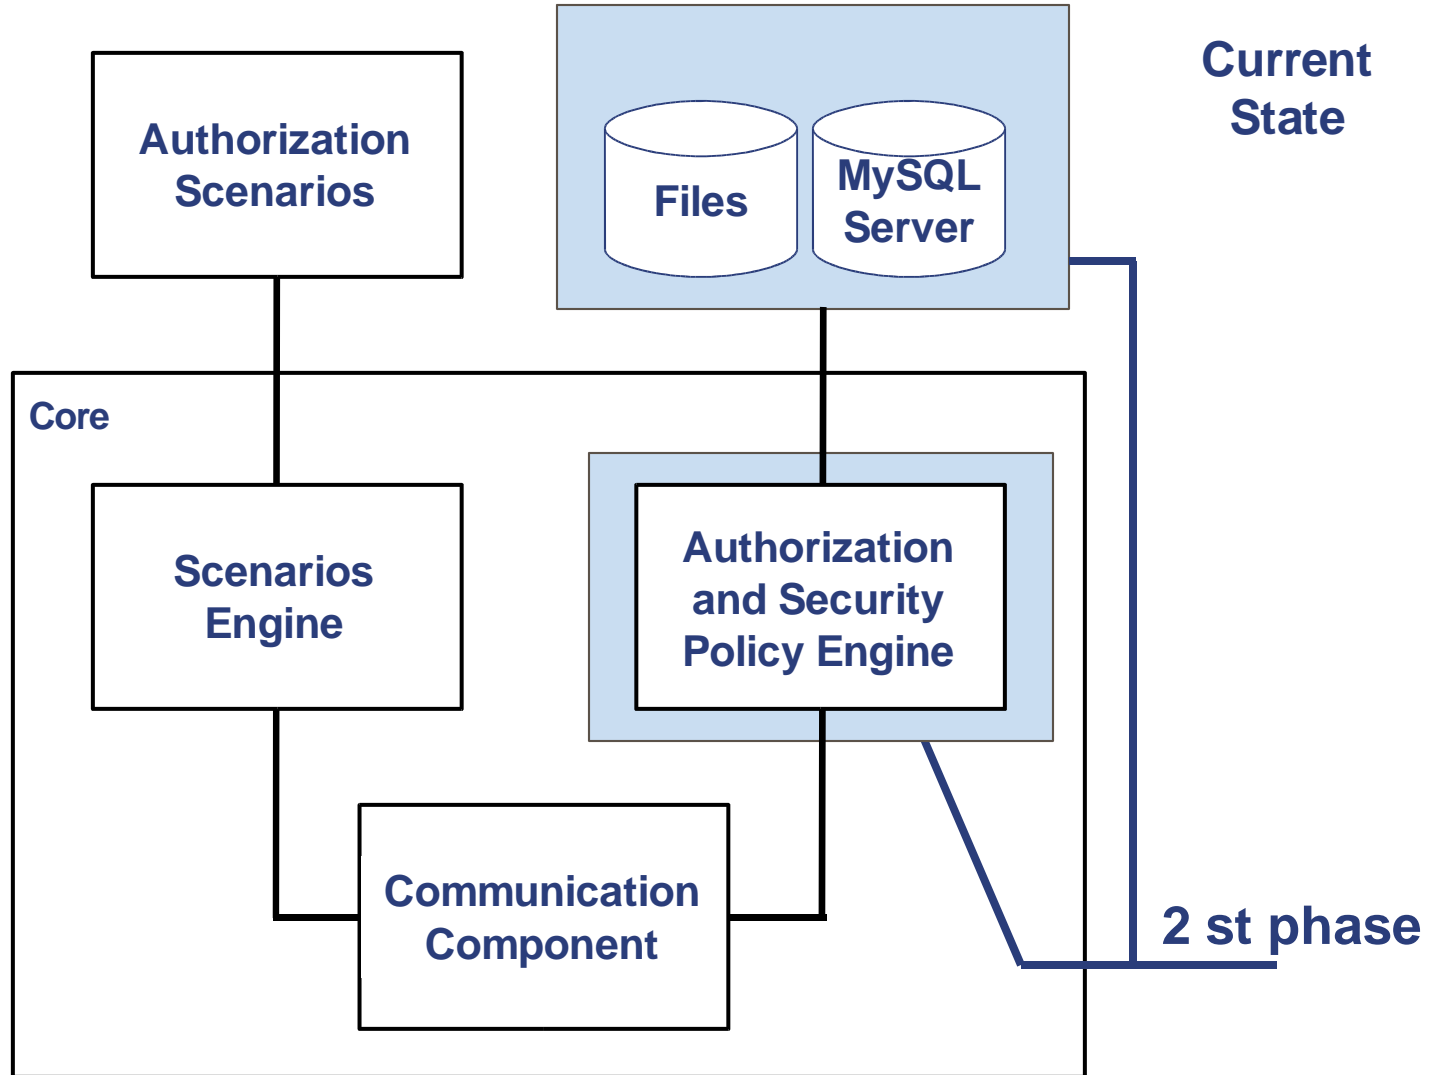 Current
State
Authorization
Scenarios
Files
MySQL
Server
Core
Scenarios
Engine
Authorization
and Security
Policy Engine
Communication
Component
2 st phase